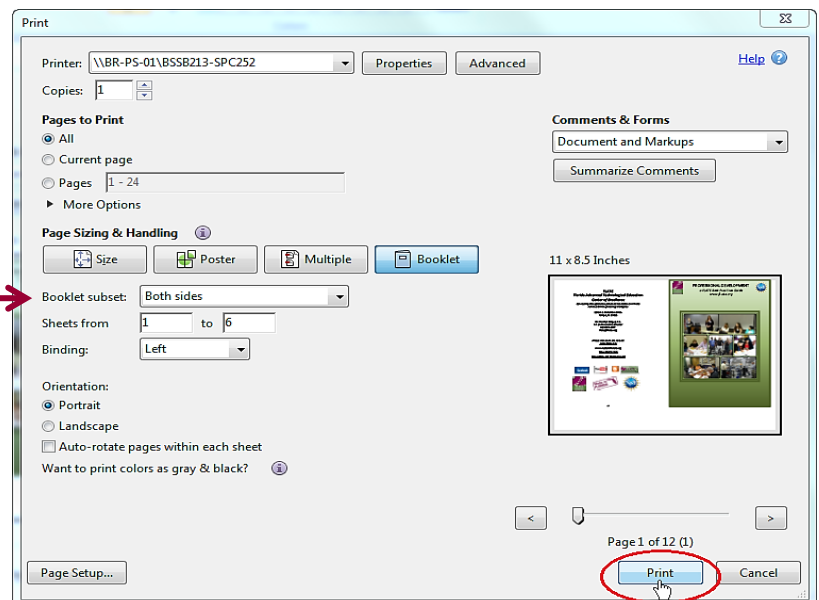 Print
Printer: \\BR-PS-01\BSSB213-SPC252 Properties Advanced Help
Copies: 1
Pages to Print
All
Current page
Pages 1 - 24
More Options
Comments & Forms
Document and Markups
Summarize Comments
Page Sizing & Handling
Size Poster Multiple Booklet
Booklet subset: Both sides
Sheets from 1 to 6
Binding: Left
Orientation:
Portrait
Landscape
Auto-rotate pages within each sheet
Want to print colors as gray & black?
11 x 8.5 Inches
PROFESSIONAL DEVELOPMENT
< >
Page 1 of 12 (1)
Page Setup... Print Cancel